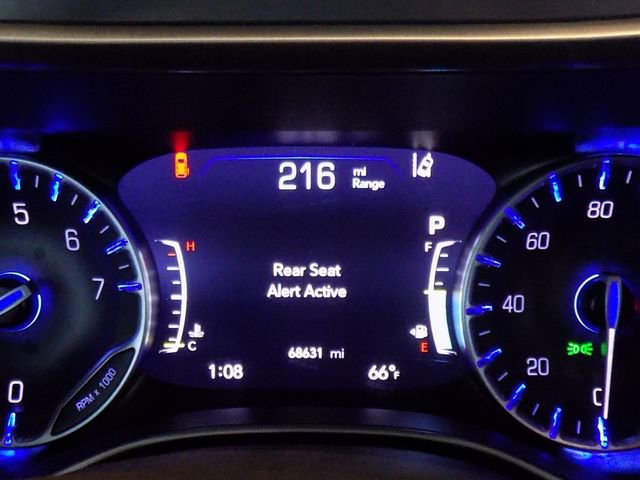 216 mi
Range
P
H
F
Rear Seat
Alert Active
C
E
68631 mi
1:08
66°F
5
6
7
0
RPM x 1000
80
60
40
20
0